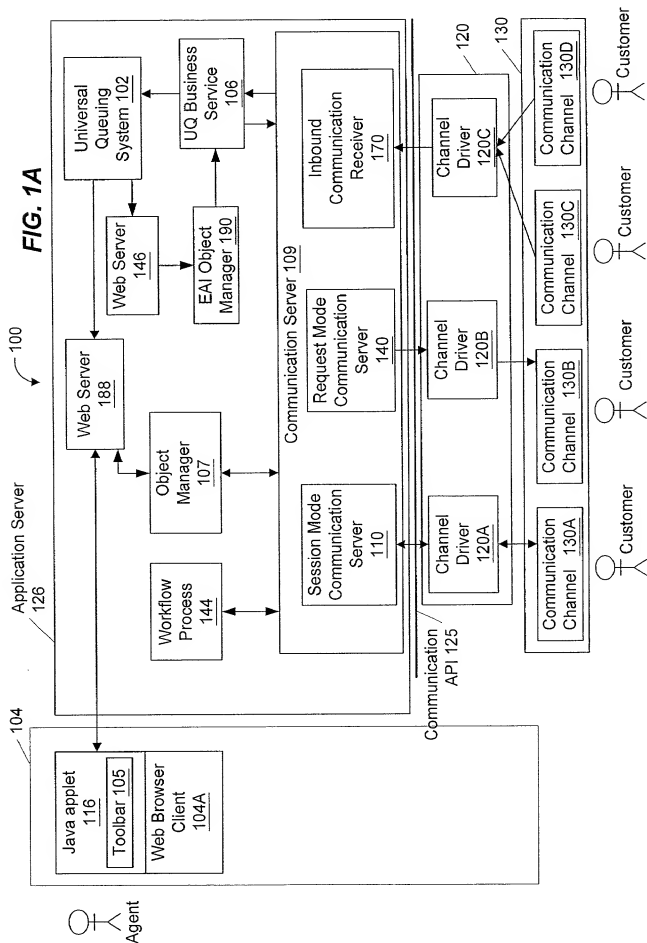 FIG. 1A
100
Application Server
126
104
Agent
Java applet
116
Toolbar 105
Web Browser
Client
104A
Web Server
188
Universal
Queuing
System 102
Web Server
146
UQ Business
Service
106
EAI Object
Manager 190
Workflow
Process
144
Object
Manager
107
Communication Server 109
Session Mode
Communication
Server
110
Request Mode
Communication
Server
140
Inbound
Communication
Receiver
170
Communication
API 125
120
Channel
Driver
120A
Channel
Driver
120B
Channel
Driver
120C
130
Communication
Channel 130A
Communication
Channel 130B
Communication
Channel 130C
Communication
Channel 130D
Customer
Customer
Customer
Customer